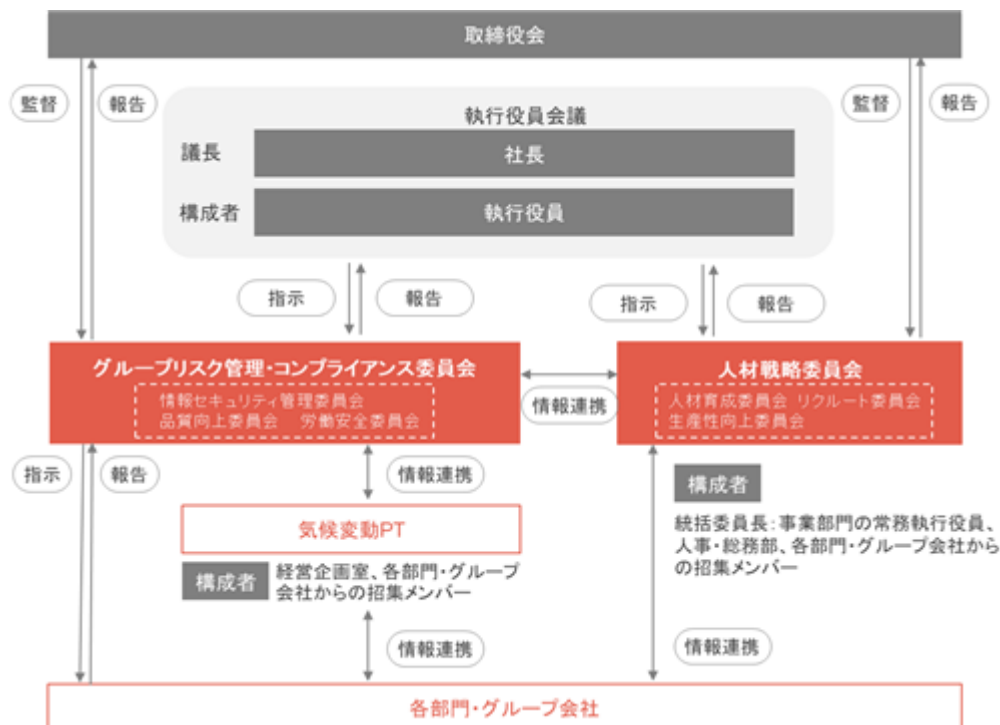 取締役会
監督
報告
監督
報告
執行役員会議
議長
社長
構成者
執行役員
指示
報告
指示
報告
グループリスク管理・コンプライアンス委員会
情報セキュリティ管理委員会
品質向上委員会 労働安全委員会
情報連携
人材戦略委員会
人材育成委員会 リクルート委員会
生産性向上委員会
指示
報告
情報連携
気候変動PT
構成者
経営企画室、各部門・グループ
会社からの招集メンバー
構成者
統括委員長：事業部門の常務執行役員、
人事・総務部、各部門・グループ会社から
の招集メンバー
情報連携
情報連携
各部門・グループ会社